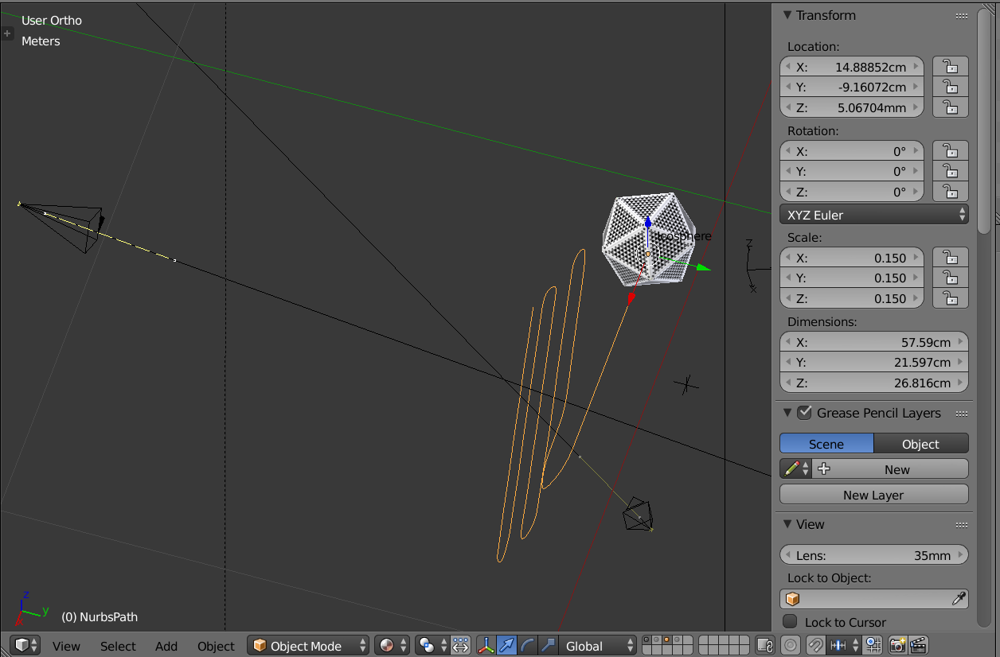 User Ortho
Meters
Icosphere
z
x
z
y
x
(0) NurbsPath
Transform
Location:
X: 14.88852cm
Y: -9.16072cm
Z: 5.06704mm
Rotation:
X: 0°
Y: 0°
Z: 0°
XYZ Euler
Scale:
X: 0.150
Y: 0.150
Z: 0.150
Dimensions:
X: 57.59cm
Y: 21.597cm
Z: 26.816cm
Grease Pencil Layers
Scene Object
New
New Layer
View
Lens: 35mm
Lock to Object:
Lock to Cursor
View Select Add Object Object Mode Global